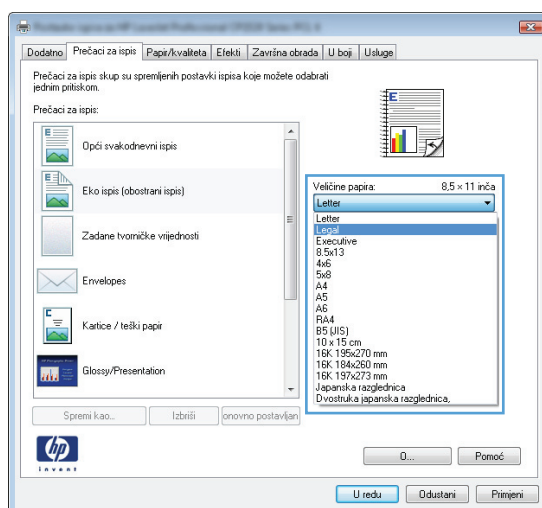 Dodatno Prečaci za ispis Papir/kvaliteta Efekti Završna obrada U boji Usluge
Prečaci za ispis skup su spremljenih postavki ispisa koje možete odabrati
jednim pritiskom.
Prečaci za ispis:
Opći svakodnevni ispis
Eko ispis (obostrani ispis)
Zadane tvorničke vrijednosti
Envelopes
Kartice / teški papir
Glossy/Presentation
Spremi kao... Izbriši onovno postavljan
Veličine papira: 8,5 × 11 inča
Letter
Letter
Legal
Executive
8.5x13
4x6
5x8
A4
A5
A6
RA4
B5 (JIS)
10 x 15 cm
16K 195x270 mm
16K 184x260 mm
16K 197x273 mm
Japanska razglednica
Dvostruka japanska razglednica,
hp
invent
O... Pomoć
U redu Odustani Primjeni